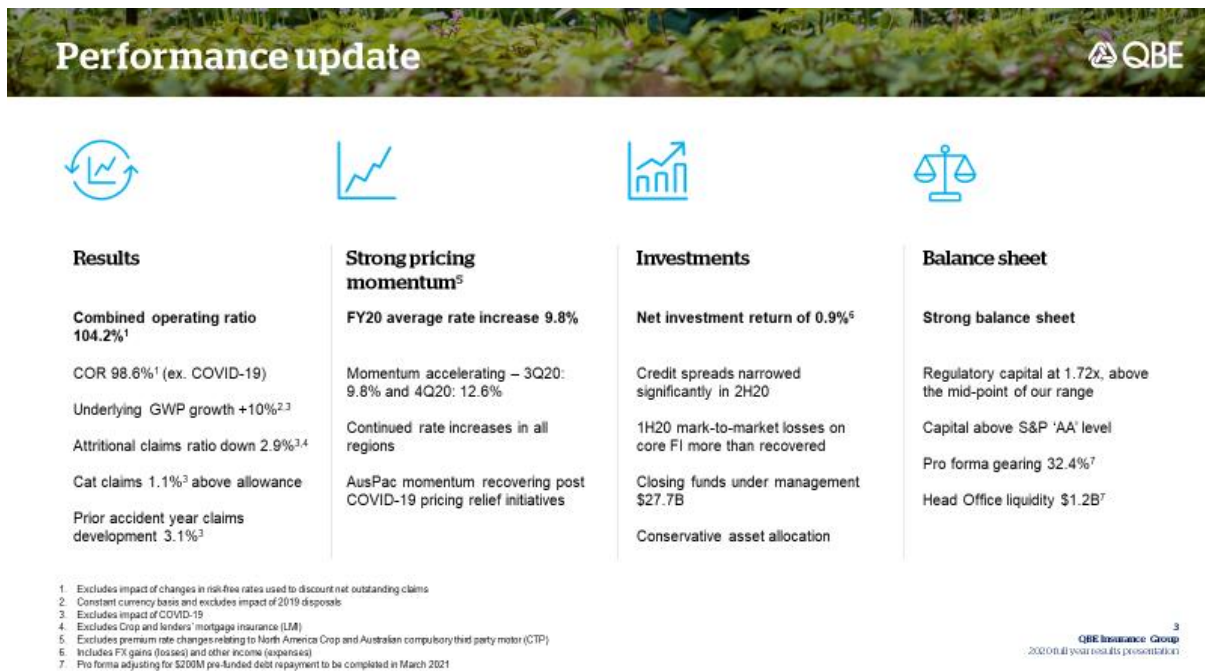 Performance update
QBE
Results
Combined operating ratio
104.2%¹
COR 98.6%¹ (ex. COVID-19)
Underlying GWP growth +10%²,³
Attritional claims ratio down 2.9%³,⁴
Cat claims 1.1%³ above allowance
Prior accident year claims
development 3.1%³
Strong pricing
momentum⁵
FY20 average rate increase 9.8%
Momentum accelerating – 3Q20:
9.8% and 4Q20: 12.6%
Continued rate increases in all
regions
AusPac momentum recovering post
COVID-19 pricing relief initiatives
Investments
Net investment return of 0.9%⁶
Credit spreads narrowed
significantly in 2H20
1H20 mark-to-market losses on
core FI more than recovered
Closing funds under management
$27.7B
Conservative asset allocation
Balance sheet
Strong balance sheet
Regulatory capital at 1.72x, above
the mid-point of our range
Capital above S&P ‘AA’ level
Pro forma gearing 32.4%⁷
Head Office liquidity $1.2B⁷
1. Excludes impact of changes in risk-free rates used to discount net outstanding claims
2. Constant currency basis and excludes impact of 2019 disposals
3. Excludes impact of COVID-19
4. Excludes Crop and lenders’ mortgage insurance (LMI)
5. Excludes premium rate changes relating to North America Crop and Australian compulsory third party motor (CTP)
6. Includes FX gains (losses) and other income (expenses)
7. Pro forma adjusting for $200M pre-funded debt repayment to be completed in March 2021
3
QBE Insurance Group
2020 full year results presentation